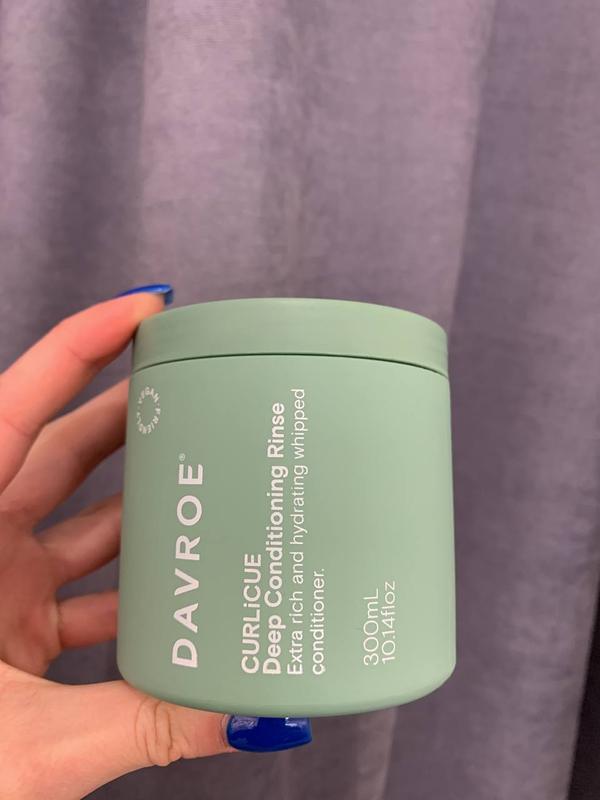 VEGAN FRIENDLY
DAVROE®
CURLiCUE
Deep Conditioning Rinse
Extra rich and hydrating whipped
conditioner.
300mL
10.14floz